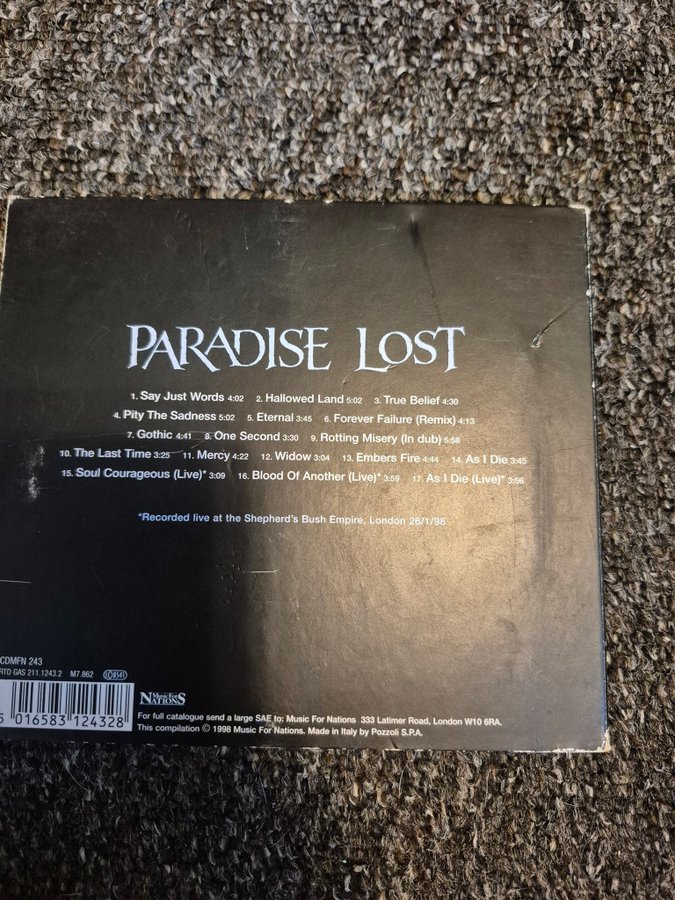 PARADISE LOST
1. Say Just Words 4:02 2. Hallowed Land 5:02 3. True Belief 4:30
4. Pity The Sadness 5:02 5. Eternal 3:45 6. Forever Failure (Remix) 4:13
7. Gothic 4:41 8. One Second 3:30 9. Rotting Misery (In dub) 5:58
10. The Last Time 3:25 11. Mercy 4:22 12. Widow 3:04 13. Embers Fire 4:44 14. As I Die 3:45
15. Soul Courageous (Live)* 3:09 16. Blood Of Another (Live)* 3:59 17. As I Die (Live)* 3:56
*Recorded live at the Shepherd's Bush Empire, London 26/1/98
CDMFN 243
RTD GAS 211.1243.2 M7.862 LC8541
5 016583 124328
Music For Nations
For full catalogue send a large SAE to: Music For Nations 333 Latimer Road, London W10 6RA.
This compilation © 1998 Music For Nations. Made in Italy by Pozzoli S.P.A.